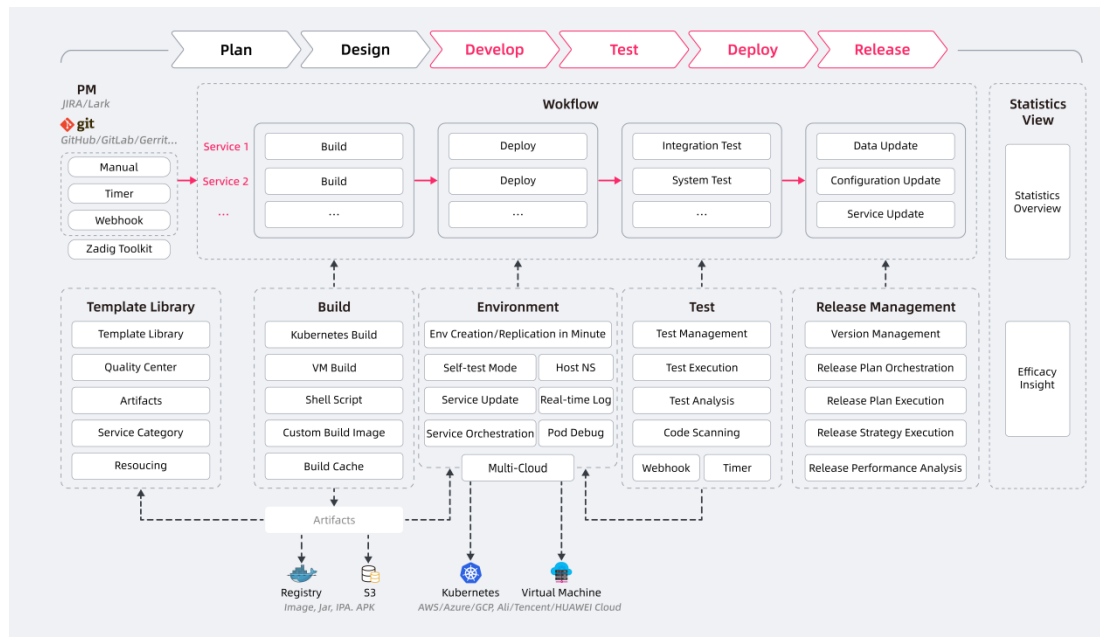 Plan
Design
Develop
Test
Deploy
Release
PM
JIRA/Lark
git
GitHub/GitLab/Gerrit...
Manual
Timer
Webhook
Zadig Toolkit
Wokflow
Service 1
Service 2
...
Build
Build
...
Deploy
Deploy
...
Integration Test
System Test
...
Data Update
Configuration Update
Service Update
Statistics
View
Statistics
Overview
Efficacy
Insight
Template Library
Template Library
Quality Center
Artifacts
Service Category
Resoucing
Build
Kubernetes Build
VM Build
Shell Script
Custom Build Image
Build Cache
Environment
Env Creation/Replication in Minute
Self-test Mode
Host NS
Service Update
Real-time Log
Service Orchestration
Pod Debug
Multi-Cloud
Test
Test Management
Test Execution
Test Analysis
Code Scanning
Webhook
Timer
Release Management
Version Management
Release Plan Orchestration
Release Plan Execution
Release Strategy Execution
Release Performance Analysis
Artifacts
Registry
S3
Image, Jar, IPA. APK
Kubernetes
Virtual Machine
AWS/Azure/GCP, Ali/Tencent/HUAWEI Cloud